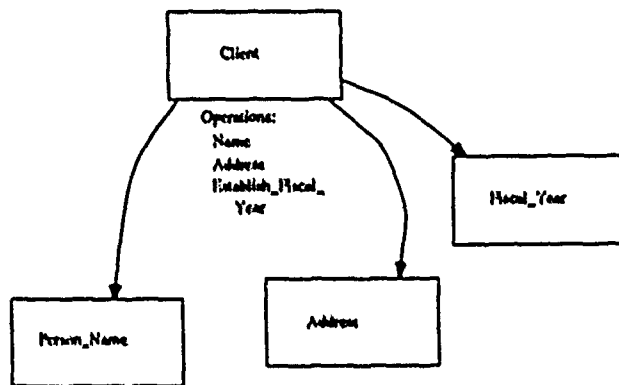 Client
Operations:
Name
Address
Establish_Fiscal_
Year
Fiscal_Year
Address
Person_Name